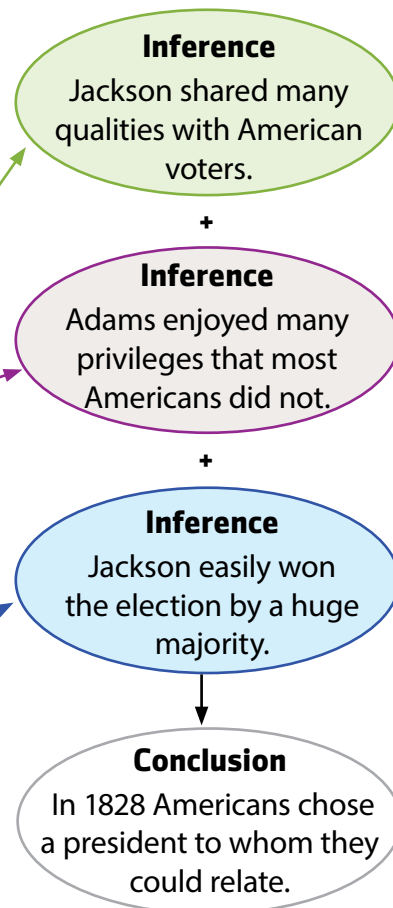 Inference
Jackson shared many
qualities with American
voters.
+
Inference
Adams enjoyed many
privileges that most
Americans did not.
+
Inference
Jackson easily won
the election by a huge
majority.
Conclusion
In 1828 Americans chose
a president to whom they
could relate.